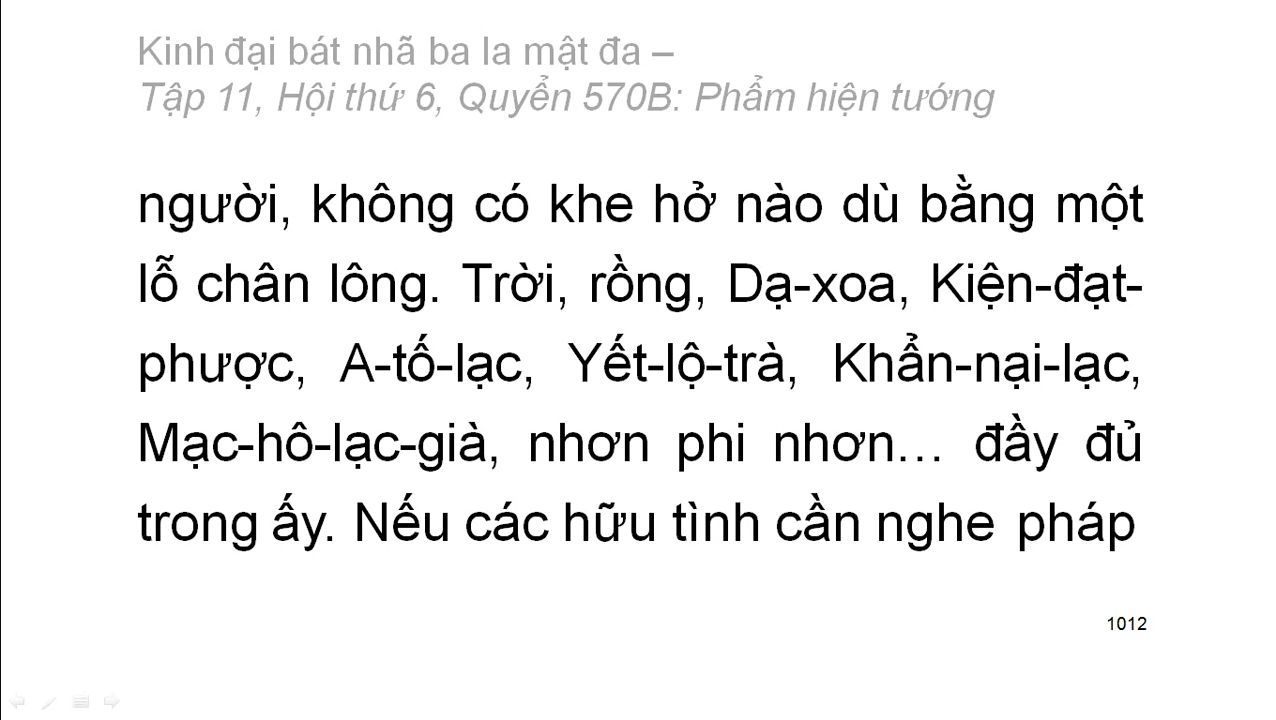 Kinh đại bát nhã ba la mật đa –
Tập 11, Hội thứ 6, Quyển 570B: Phẩm hiện tướng
người, không có khe hở nào dù bằng một
lỗ chân lông. Trời, rồng, Dạ-xoa, Kiện-đạt-
phược, A-tố-lạc, Yết-lộ-trà, Khẩn-nại-lạc,
Mạc-hô-lạc-già, nhơn phi nhơn… đầy đủ
trong ấy. Nếu các hữu tình cần nghe pháp
1012